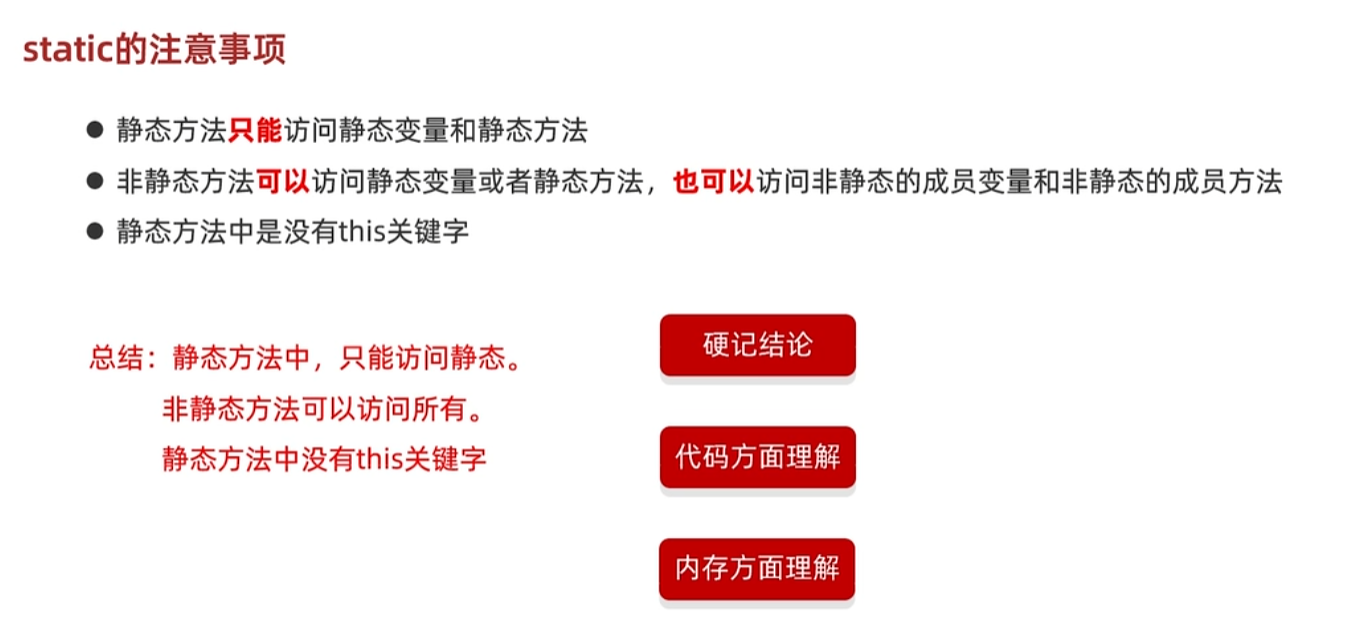 static的注意事项
● 静态方法只能访问静态变量和静态方法
● 非静态方法可以访问静态变量或者静态方法，也可以访问非静态的成员变量和非静态的成员方法
● 静态方法中是没有this关键字
总结：静态方法中，只能访问静态。
非静态方法可以访问所有。
静态方法中没有this关键字
硬记结论
代码方面理解
内存方面理解